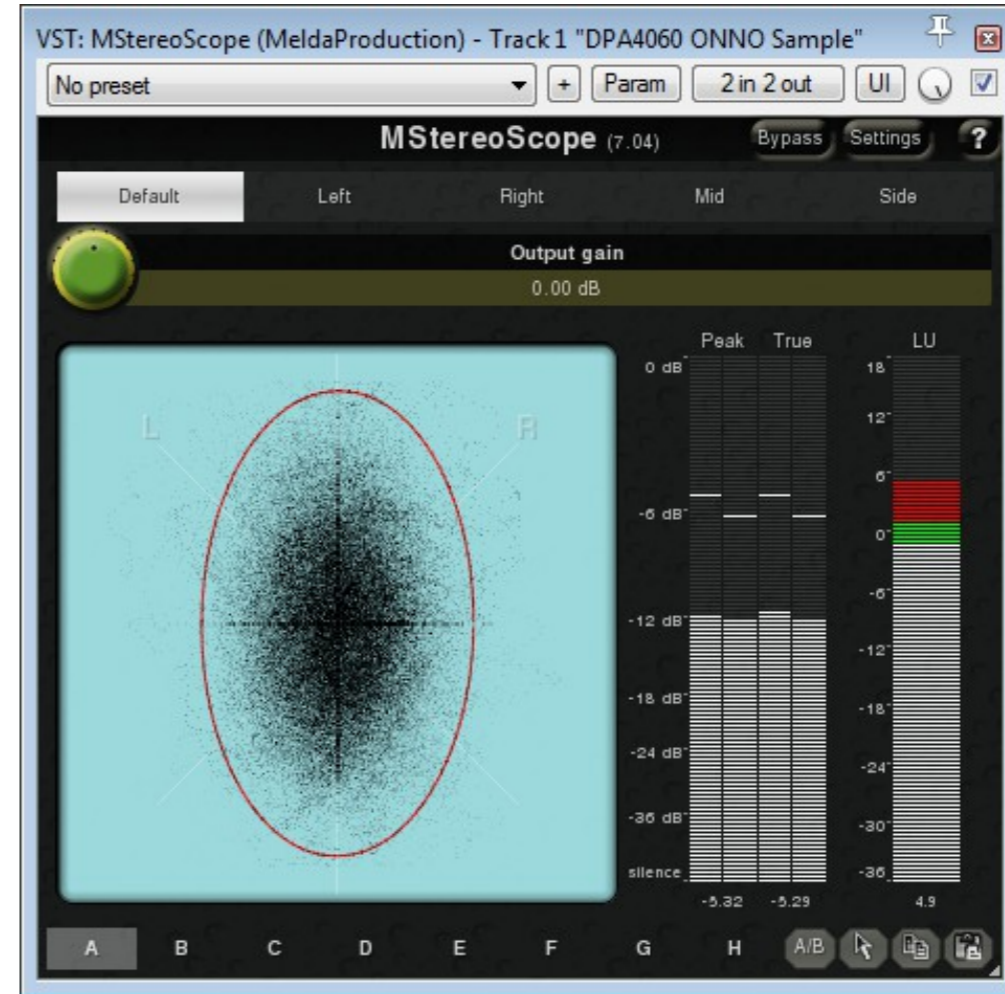 VST: MStereoScope (MeldaProduction) - Track 1 "DPA4060 ONNO Sample"
No preset + Param 2 in 2 out UI
MStereoScope (7.04) Bypass Settings ?
Default Left Right Mid Side
Output gain
0.00 dB
Peak True LU
0 dB 18
12
6
-6 dB 0
-6
-12 dB -12
-18 dB -18
-24 dB -24
-36 dB -30
silence -36
-5.32 -5.29 4.9
L R
A B C D E F G H A/B